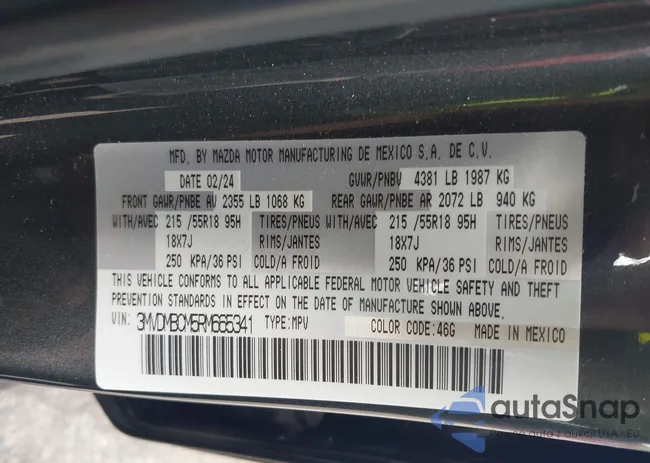 MFD. BY MAZDA MOTOR MANUFACTURING DE MEXICO S.A. DE C.V.
DATE 02/24 GVWR/PNBV 4381 LB 1987 KG
FRONT GAWR/PNBE AV 2355 LB 1068 KG REAR GAWR/PNBE AR 2072 LB 940 KG
WITH/AVEC 215 /55R18 95H TIRES/PNEUS WITH/AVEC 215 /55R18 95H TIRES/PNEUS
18X7J RIMS/JANTES 18X7J RIMS/JANTES
250 KPA/36 PSI COLD/A FROID 250 KPA/36 PSI COLD/A FROID
THIS VEHICLE CONFORMS TO ALL APPLICABLE FEDERAL MOTOR VEHICLE SAFETY AND THEFT
PREVENTION STANDARDS IN EFFECT ON THE DATE OF MANUFACTURE SHOWN ABOVE.
VIN: 3MVDMBCM5RM665341 TYPE:MPV COLOR CODE:46G MADE IN MEXICO
autoSnap